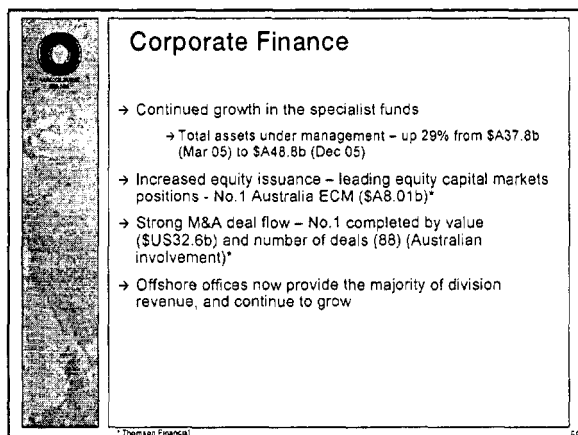 Corporate Finance
→ Continued growth in the specialist funds
→ Total assets under management – up 29% from $A37.8b
(Mar 05) to $A48.8b (Dec 05)
→ Increased equity issuance – leading equity capital markets
positions - No.1 Australia ECM ($A8.01b)*
→ Strong M&A deal flow – No.1 completed by value
($US32.6b) and number of deals (88) (Australian
involvement)*
→ Offshore offices now provide the majority of division
revenue, and continue to grow
* Thomson Financial